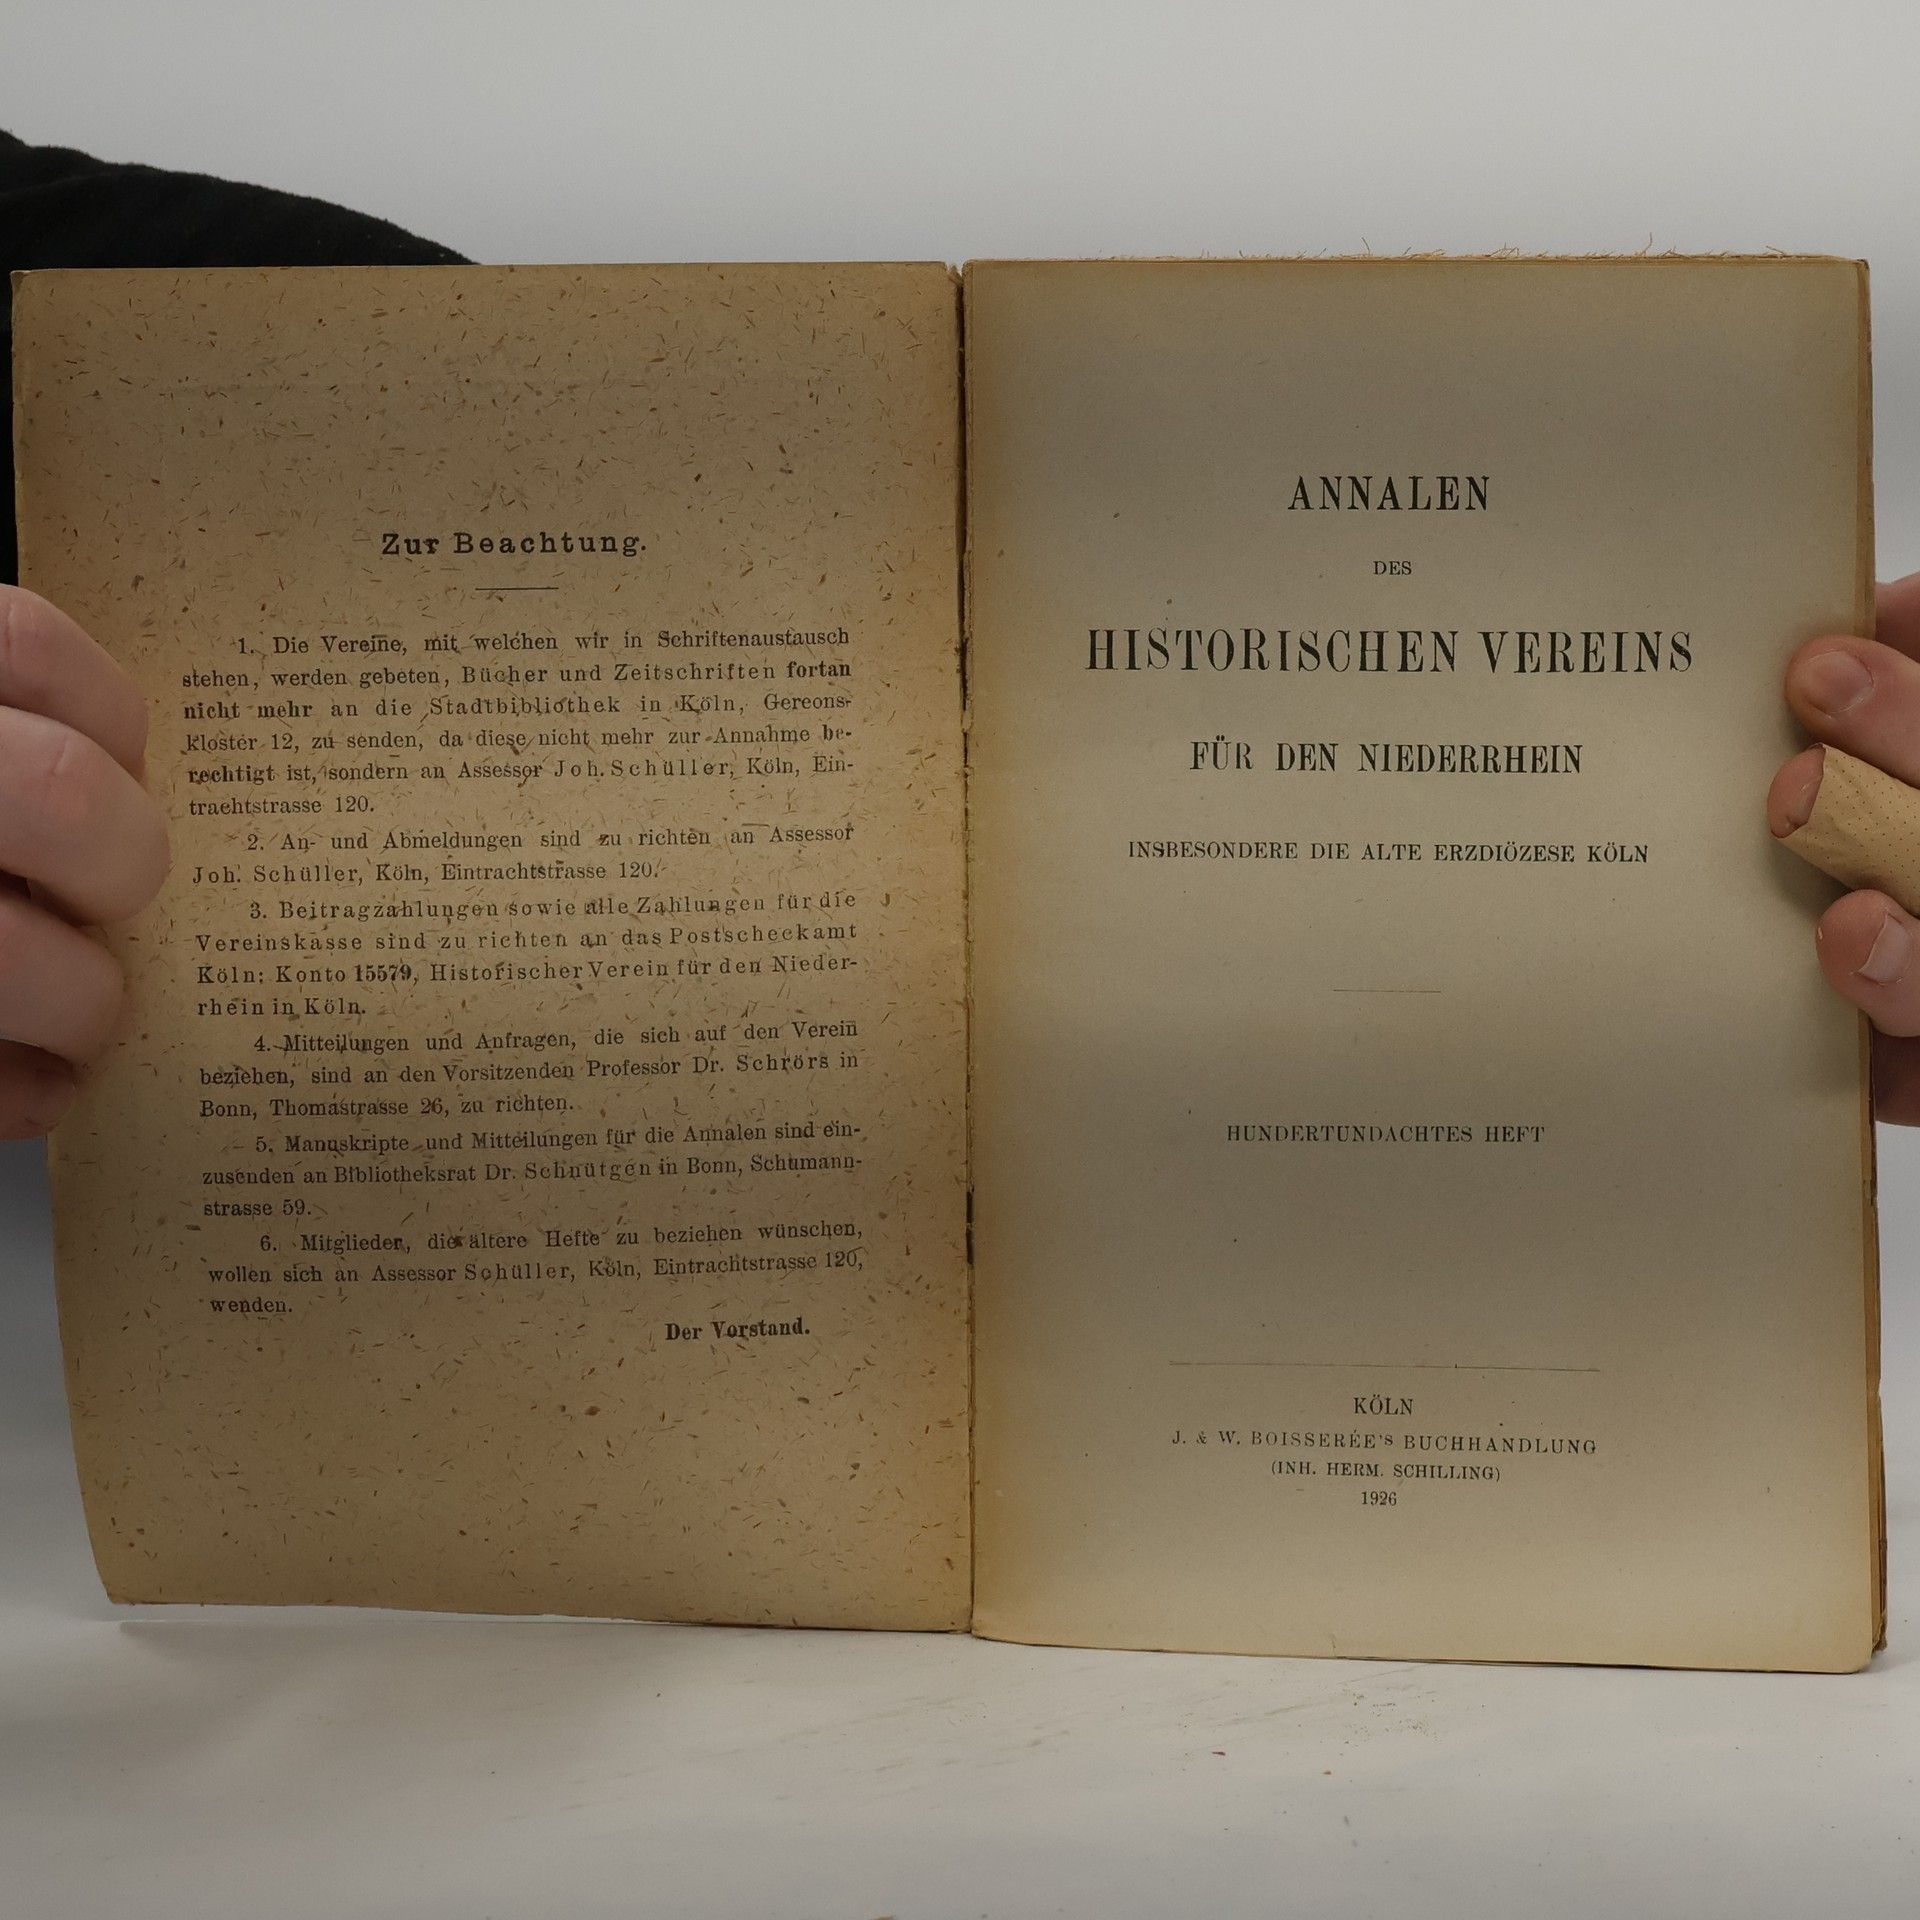 Zur Beachtung.
1. Die Vereine, mit welchen wir in Schriftenaustausch
stehen, werden gebeten, Bücher und Zeitschriften fortan
nicht mehr an die Stadtbibliothek in Köln, Gereons-
kloster 12, zu senden, da diese nicht mehr zur Annahme be-
rechtigt ist, sondern an Assessor Joh. Schüller, Köln, Ein-
trachtstrasse 120.
2. An- und Abmeldungen sind zu richten an Assessor
Joh. Schüller, Köln, Eintrachtstrasse 120.
3. Beitragzahlungen sowie alle Zahlungen für die
Vereinskasse sind zu richten an das Postscheckamt
Köln; Konto 15579, Historischer Verein für den Nieder-
rhein in Köln.
4. Mitteilungen und Anfragen, die sich auf den Verein
beziehen, sind an den Vorsitzenden Professor Dr. Schrörs in
Bonn, Thomastrasse 26, zu richten.
5. Manuskripte und Mitteilungen für die Annalen sind ein-
zusenden an Bibliotheksrat Dr. Schnütgen in Bonn, Schumann-
strasse 59.
6. Mitglieder, die ältere Hefte zu beziehen wünschen,
wollen sich an Assessor Schüller, Köln, Eintrachtstrasse 120,
wenden.
Der Vorstand.
ANNALEN
DES
HISTORISCHEN VEREINS
FÜR DEN NIEDERRHEIN
INSBESONDERE DIE ALTE ERZDIÖZESE KÖLN
HUNDERTUNDACHTES HEFT
KÖLN
J. & W. BOISSERÉE'S BUCHHANDLUNG
(INH. HERM. SCHILLING)
1926